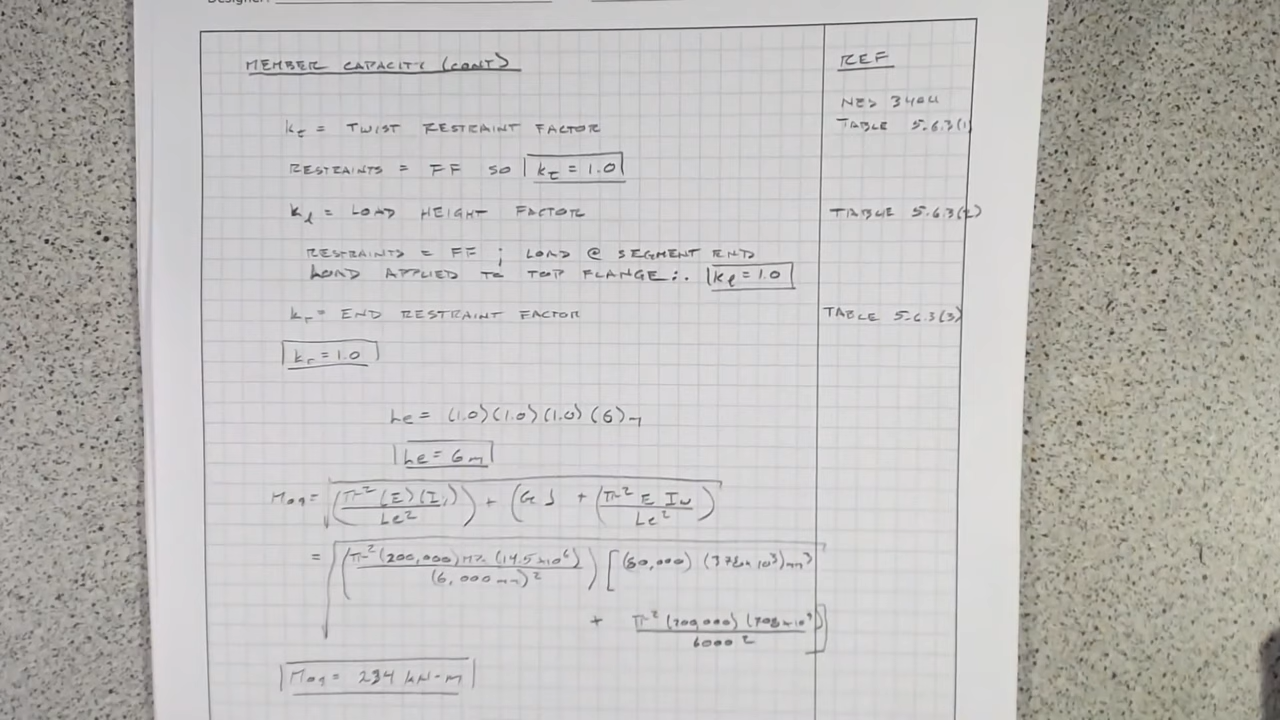 Designer:
MEMBER CAPACITY (CONT)
REF
NZS 3404
kt = TWIST RESTRAINT FACTOR
TABLE 5.6.3(1)
RESTRAINTS = FF SO kt = 1.0
kl = LOAD HEIGHT FACTOR
TABLE 5.6.3(2)
RESTRAINTS = FF ; LOAD @ SEGMENT END
LOAD APPLIED TO TOP FLANGE ∴ kl = 1.0
kr = END RESTRAINT FACTOR
TABLE 5.6.3(3)
kr = 1.0
Le = (1.0)(1.0)(1.0)(6)m
Le = 6m
Moa = √(π² (E)(Iy) / Le²) + (GJ + (π² E Iw / Le²)
= √(π² (200,000) MPa (14.5x10⁶) / (6,000 mm)²) [(80,000) (
x10³)mm³
+ π² (200,000) (708x10⁹) / 6000²]
Moa = 234 kN-m